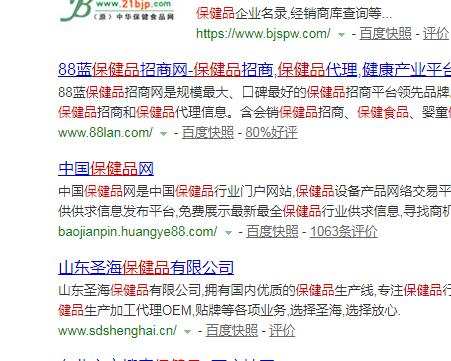 www.21bjp.com
（原）中华保健食品网
保健品企业名录,经销商库查询等...
https://www.bjspw.com/ - 百度快照 - 评价
88蓝保健品招商网-保健品招商,保健品代理,健康产业平台
88蓝保健品招商网是规模最大、口碑最好的保健品招商平台领先品牌
保健品招商和保健品代理信息。含会销保健品招商、保健食品、婴童
www.88lan.com/ - 百度快照 - 80%好评
中国保健品网
中国保健品网是中国保健品行业门户网站,保健品设备产品网络交易平
供供求信息发布平台,免费展示最新最全保健品行业供求信息,寻找商机
baojianpin.huangye88.com/ - 百度快照 - 1063条评价
山东圣海保健品有限公司
山东圣海保健品有限公司,拥有国内优质的保健品生产线,专注保健品行
健品生产加工代理OEM,贴牌等各项业务,选择圣海,选择放心.
www.sdshenghai.cn/ - 百度快照 - 评价